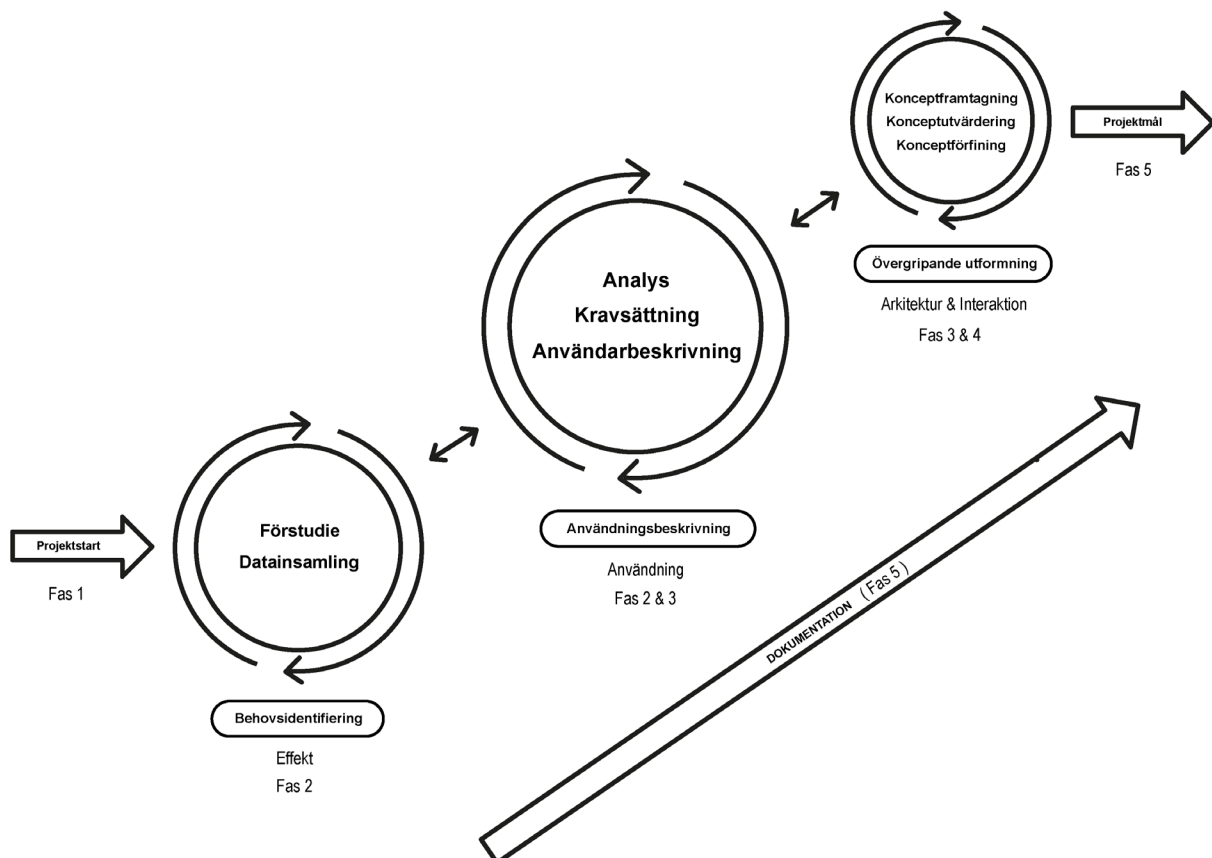 Projektstart
Fas 1
Förstudie
Datainsamling
Behovsidentifiering
Effekt
Fas 2
Analys
Kravsättning
Användarbeskrivning
Användningsbeskrivning
Användning
Fas 2 & 3
Konceptframtagning
Konceptutvärdering
Konceptförfining
Övergripande utformning
Arkitektur & Interaktion
Fas 3 & 4
Projektmål
Fas 5
DOKUMENTATION ( Fas 5 )